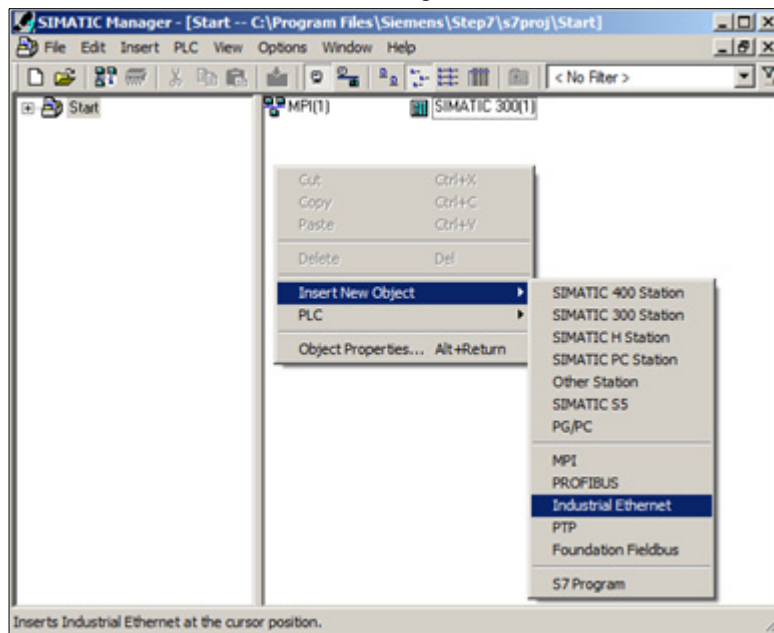 SIMATIC Manager - [Start -- C:\Program Files\Siemens\Step7\s7proj\Start]
File Edit Insert PLC View Options Window Help
< No Filter >
Start
MPI(1) SIMATIC 300(1)
Cut Ctrl+X
Copy Ctrl+C
Paste Ctrl+V
Delete Del
Insert New Object
PLC
Object Properties... Alt+Return
SIMATIC 400 Station
SIMATIC 300 Station
SIMATIC H Station
SIMATIC PC Station
Other Station
SIMATIC S5
PG/PC
MPI
PROFIBUS
Industrial Ethernet
PTP
Foundation Fieldbus
S7 Program
Inserts Industrial Ethernet at the cursor position.